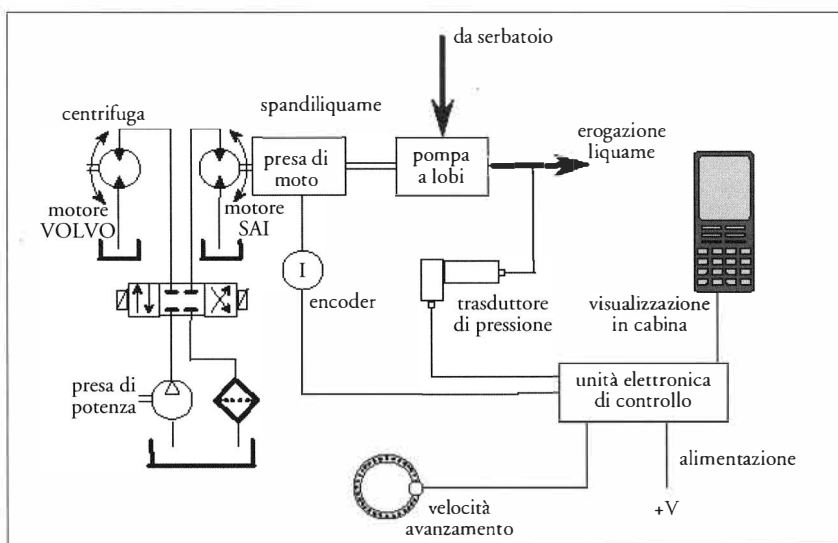 da serbatoio
centrifuga
spandiliquame
erogazione
liquame
presa di
moto
pompa
a lobi
motore
VOLVO
motore
SAI
I
encoder
trasduttore
di pressione
visualizzazione
in cabina
presa di
potenza
unità elettronica
di controllo
alimentazione
velocità
avanzamento
+V